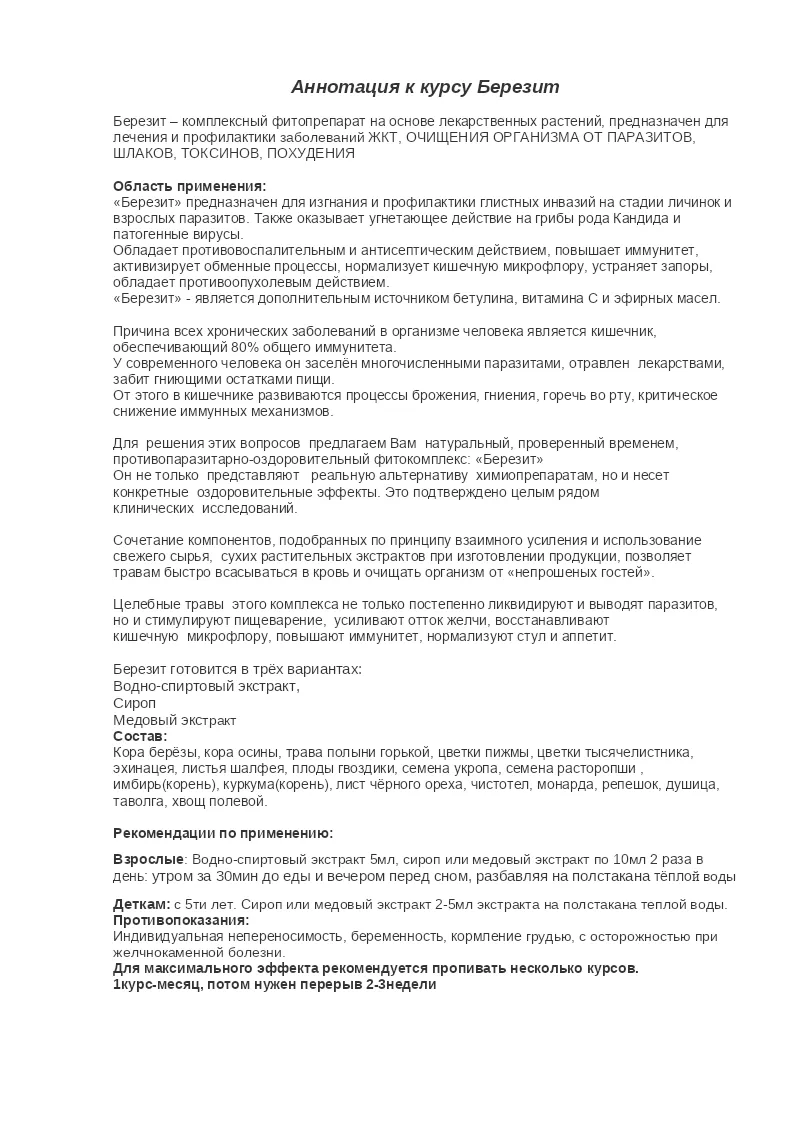 Аннотация к курсу Березит
Березит – комплексный фитопрепарат на основе лекарственных растений, предназначен для
лечения и профилактики заболеваний ЖКТ, ОЧИЩЕНИЯ ОРГАНИЗМА ОТ ПАРАЗИТОВ,
ШЛАКОВ, ТОКСИНОВ, ПОХУДЕНИЯ
Область применения:
«Березит» предназначен для изгнания и профилактики глистных инвазий на стадии личинок и
взрослых паразитов. Также оказывает угнетающее действие на грибы рода Кандида и
патогенные вирусы.
Обладает противовоспалительным и антисептическим действием, повышает иммунитет,
активизирует обменные процессы, нормализует кишечную микрофлору, устраняет запоры,
обладает противоопухолевым действием.
«Березит» - является дополнительным источником бетулина, витамина С и эфирных масел.
Причина всех хронических заболеваний в организме человека является кишечник,
обеспечивающий 80% общего иммунитета.
У современного человека он заселён многочисленными паразитами, отравлен  лекарствами,
забит гниющими остатками пищи.
От этого в кишечнике развиваются процессы брожения, гниения, горечь во рту, критическое
снижение иммунных механизмов.
Для  решения этих вопросов  предлагаем Вам  натуральный, проверенный временем,
противопаразитарно-оздоровительный фитокомплекс: «Березит»
Он не только  представляют   реальную альтернативу  химиопрепаратам, но и несет
конкретные  оздоровительные эффекты. Это подтверждено целым рядом
клинических  исследований.
Сочетание компонентов, подобранных по принципу взаимного усиления и использование
свежего сырья,  сухих растительных экстрактов при изготовлении продукции, позволяет
травам быстро всасываться в кровь и очищать организм от «непрошеных гостей».
Целебные травы  этого комплекса не только постепенно ликвидируют и выводят паразитов,
но и стимулируют пищеварение,  усиливают отток желчи, восстанавливают
кишечную  микрофлору, повышают иммунитет, нормализуют стул и аппетит.
Березит готовится в трёх вариантах:
Водно-спиртовый экстракт,
Сироп
Медовый экстракт
Состав:
Кора берёзы, кора осины, трава полыни горькой, цветки пижмы, цветки тысячелистника,
эхинацея, листья шалфея, плоды гвоздики, семена укропа, семена расторопши ,
имбирь(корень), куркума(корень), лист чёрного ореха, чистотел, монарда, репешок, душица,
таволга, хвощ полевой.
Рекомендации по применению:
Взрослые: Водно-спиртовый экстракт 5мл, сироп или медовый экстракт по 10мл 2 раза в
день: утром за 30мин до еды и вечером перед сном, разбавляя на полстакана тёплой воды
Деткам: с 5ти лет. Сироп или медовый экстракт 2-5мл экстракта на полстакана теплой воды.
Противопоказания:
Индивидуальная непереносимость, беременность, кормление грудью, с осторожностью при
желчнокаменной болезни.
Для максимального эффекта рекомендуется пропивать несколько курсов.
1курс-месяц, потом нужен перерыв 2-3недели